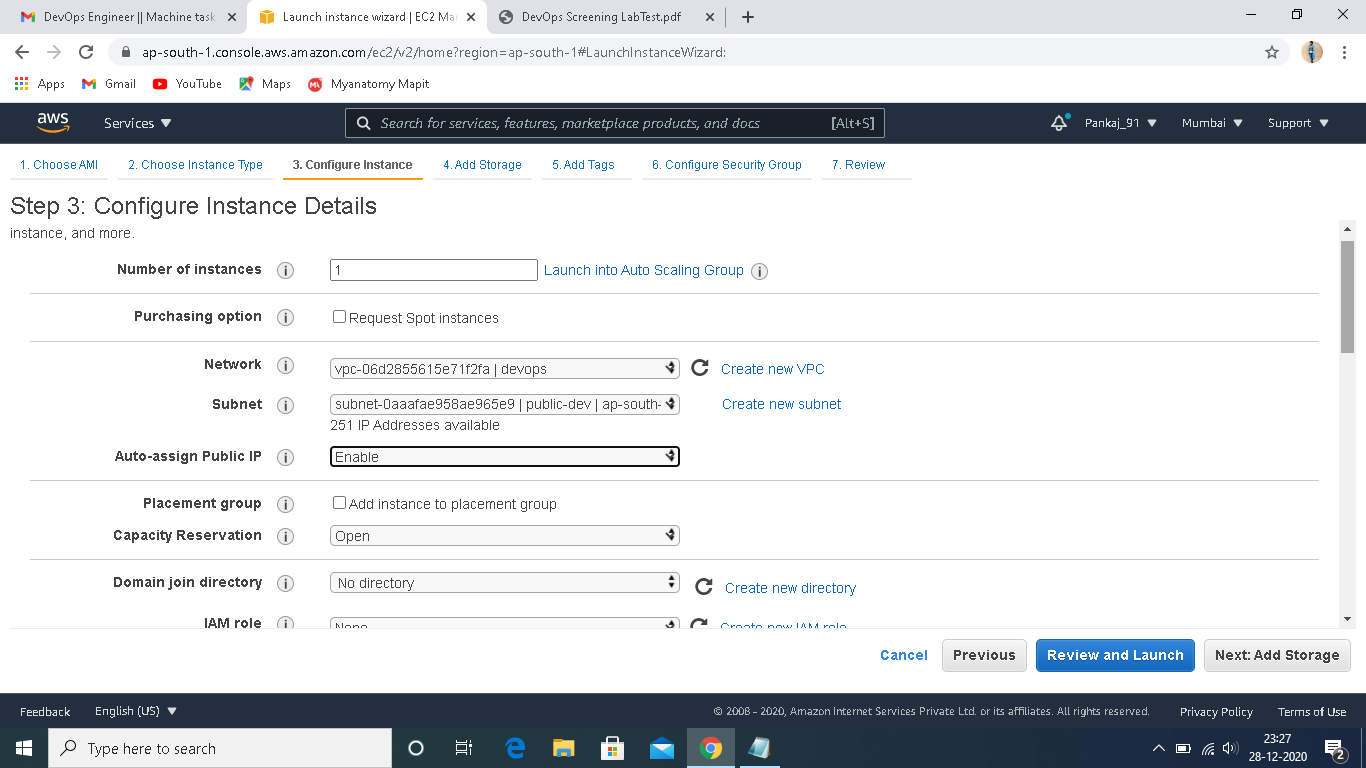 DevOps Engineer || Machine task
Launch instance wizard | EC2 Ma
DevOps Screening LabTest.pdf
ap-south-1.console.aws.amazon.com/ec2/v2/home?region=ap-south-1#LaunchInstanceWizard:
Apps Gmail YouTube Maps Myanatomy Mapit
aws Services Search for services, features, marketplace products, and docs [Alt+S] Pankaj_91 Mumbai Support
1. Choose AMI 2. Choose Instance Type 3. Configure Instance 4. Add Storage 5. Add Tags 6. Configure Security Group 7. Review
Step 3: Configure Instance Details
instance, and more.
Number of instances 1 Launch into Auto Scaling Group
Purchasing option Request Spot instances
Network vpc-06d2855615e71f2fa | devops Create new VPC
Subnet subnet-0aaafae958ae965e9 | public-dev | ap-south- Create new subnet
251 IP Addresses available
Auto-assign Public IP Enable
Placement group Add instance to placement group
Capacity Reservation Open
Domain join directory No directory Create new directory
IAM role None Create new IAM role
Cancel Previous Review and Launch Next: Add Storage
Feedback English (US) © 2008 - 2020, Amazon Internet Services Private Ltd. or its affiliates. All rights reserved. Privacy Policy Terms of Use
Type here to search
23:27
28-12-2020
2